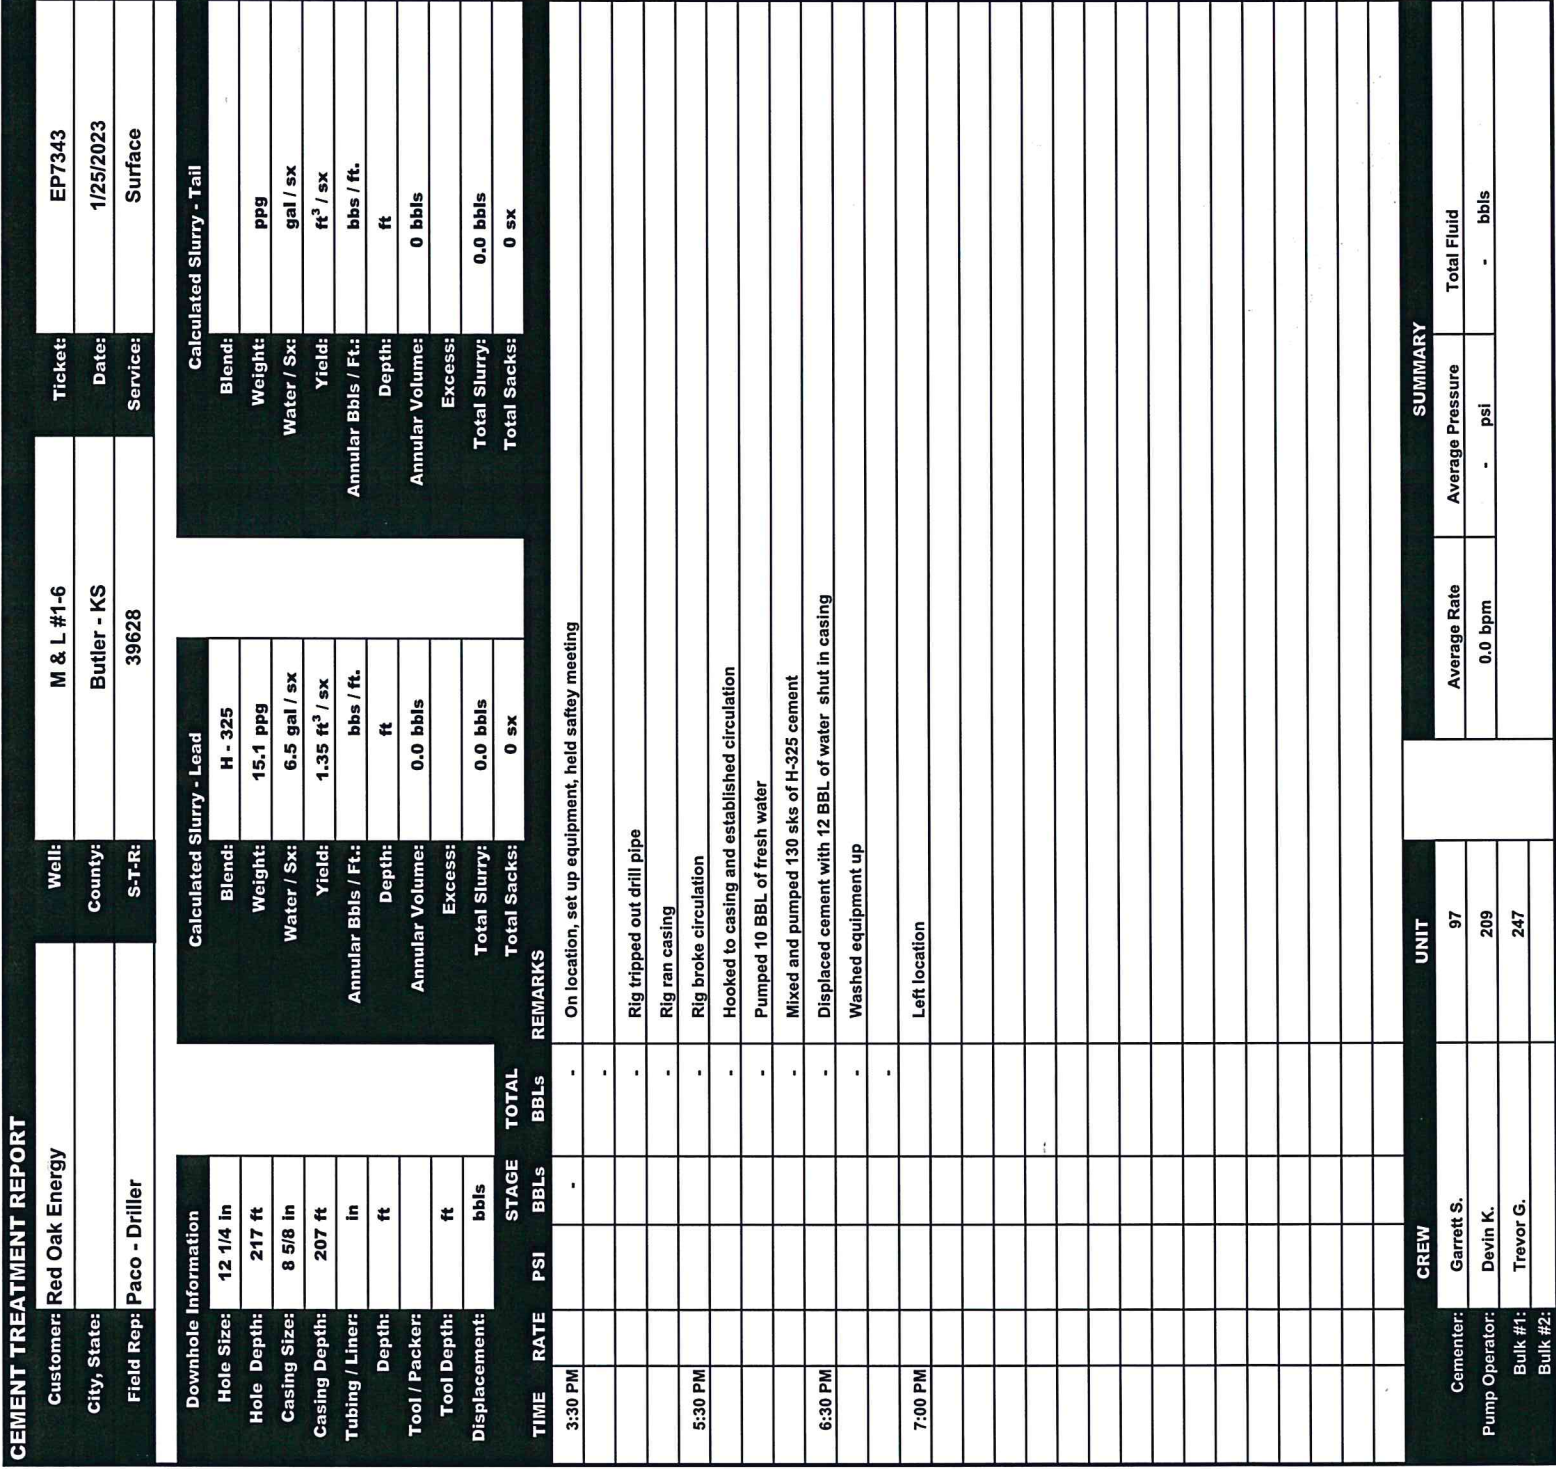 CEMENT TREATMENT REPORT
Customer: Red Oak Energy Well: M & L #1-6 Ticket: EP7343
City, State: County: Butler - KS Date: 1/25/2023
Field Rep: Paco - Driller S-T-R: 39628 Service: Surface
Downhole Information Calculated Slurry - Lead Calculated Slurry - Tail
Hole Size: 12 1/4 in Blend: H - 325 Blend:
Hole Depth: 217 ft Weight: 15.1 ppg Weight: ppg
Casing Size: 8 5/8 in Water / Sx: 6.5 gal / sx Water / Sx: gal / sx
Casing Depth: 207 ft Yield: 1.35 ft³ / sx Yield: ft³ / sx
Tubing / Liner: in Annular Bbls / Ft.: bbs / ft. Annular Bbls / Ft.: bbs / ft.
Depth: ft Depth: ft Depth: ft
Tool / Packer: Annular Volume: 0.0 bbls Annular Volume: 0 bbls
Tool Depth: ft Excess: Excess:
Displacement: bbls Total Slurry: 0.0 bbls Total Slurry: 0.0 bbls
Total Sacks: 0 sx Total Sacks: 0 sx
TIME RATE PSI STAGE BBLs TOTAL BBLs REMARKS
3:30 PM - - On location, set up equipment, held saftey meeting
-
- Rig tripped out drill pipe
- Rig ran casing
5:30 PM - Rig broke circulation
- Hooked to casing and established circulation
- Pumped 10 BBL of fresh water
- Mixed and pumped 130 sks of H-325 cement
6:30 PM - Displaced cement with 12 BBL of water shut in casing
- Washed equipment up
-
7:00 PM Left location
CREW UNIT SUMMARY
Cementer: Garrett S. 97 Average Rate Average Pressure Total Fluid
Pump Operator: Devin K. 209 0.0 bpm - psi - bbls
Bulk #1: Trevor G. 247
Bulk #2: